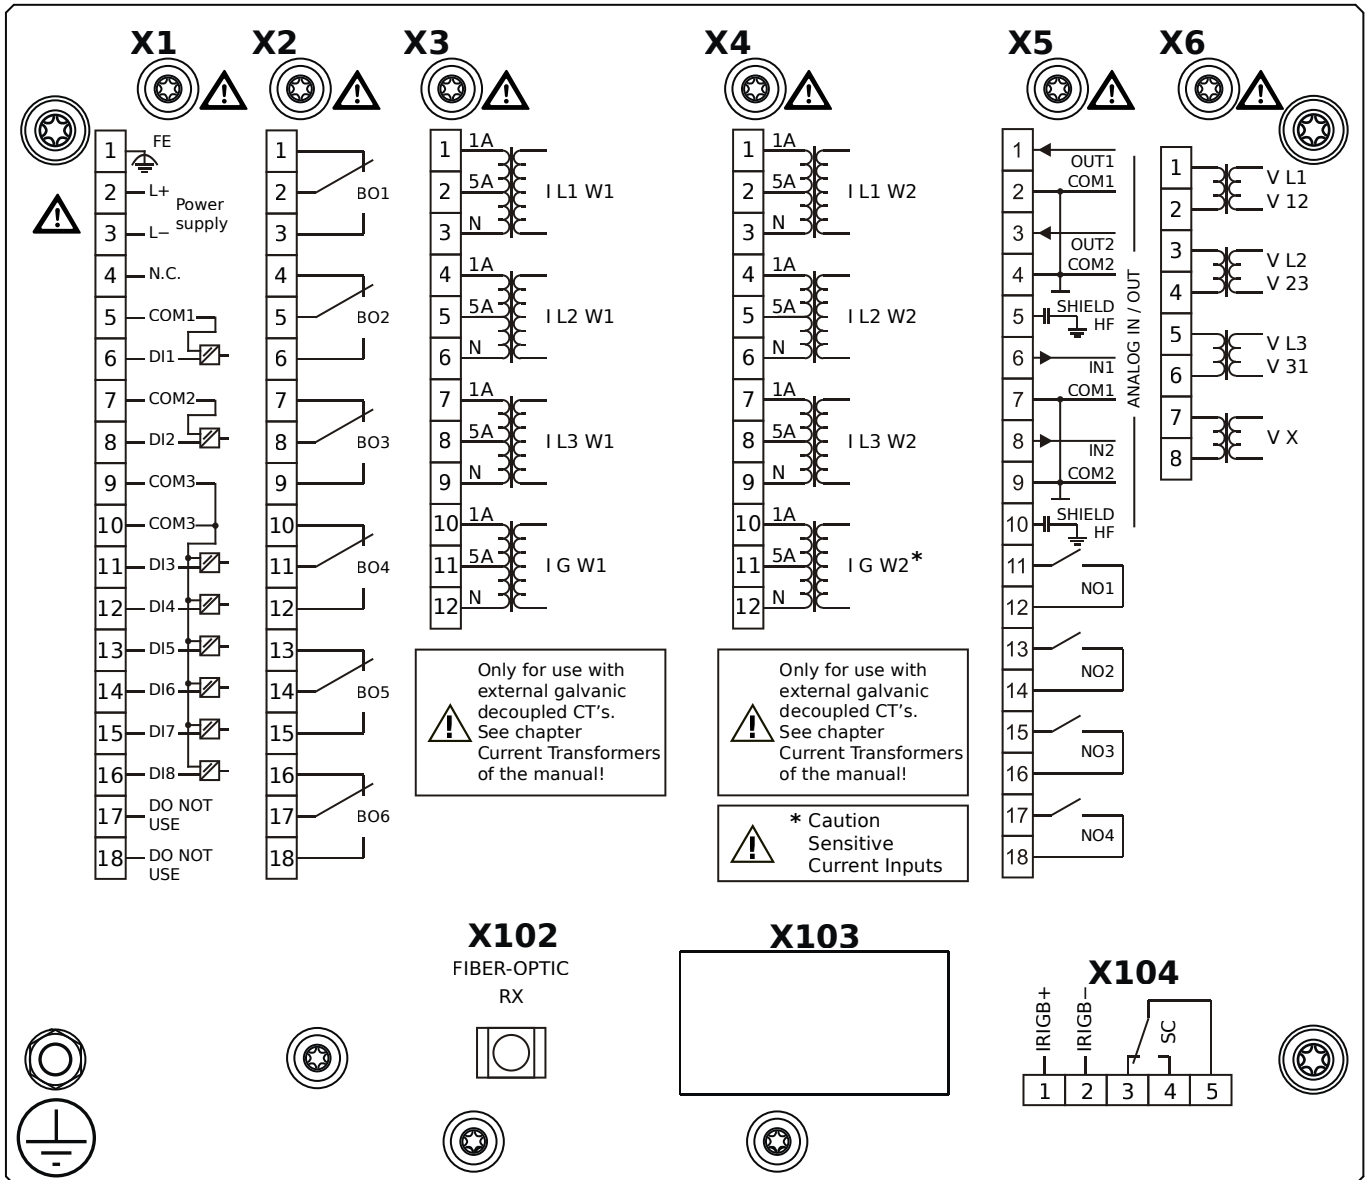 X1
X2
X3
X4
X5
X6
1
FE
2
L+
Power
supply
3
L−
4
N.C.
5
COM1
6
DI1
7
COM2
8
DI2
9
COM3
10
COM3
11
DI3
12
DI4
13
DI5
14
DI6
15
DI7
16
DI8
17
DO NOT
USE
18
DO NOT
USE
1
2
BO1
3
4
5
BO2
6
7
8
BO3
9
10
11
BO4
12
13
14
BO5
15
16
17
BO6
18
1
1A
2
5A
I L1 W1
3
N
4
1A
5
5A
I L2 W1
6
N
7
1A
8
5A
I L3 W1
9
N
10
1A
11
5A
I G W1
12
N
Only for use with
external galvanic
decoupled CT's.
See chapter
Current Transformers
of the manual!
1
1A
2
5A
I L1 W2
3
N
4
1A
5
5A
I L2 W2
6
N
7
1A
8
5A
I L3 W2
9
N
10
1A
11
5A
I G W2*
12
N
Only for use with
external galvanic
decoupled CT's.
See chapter
Current Transformers
of the manual!
* Caution
Sensitive
Current Inputs
1
OUT1
2
COM1
3
OUT2
4
COM2
5
SHIELD
HF
6
IN1
7
COM1
8
IN2
9
COM2
10
SHIELD
HF
ANALOG IN / OUT
11
NO1
12
13
NO2
14
15
NO3
16
17
NO4
18
1
V L1
2
V 12
3
V L2
4
V 23
5
V L3
6
V 31
7
V X
8
X102
FIBER-OPTIC
RX
X103
X104
IRIGB+
IRIGB−
SC
1 2 3 4 5